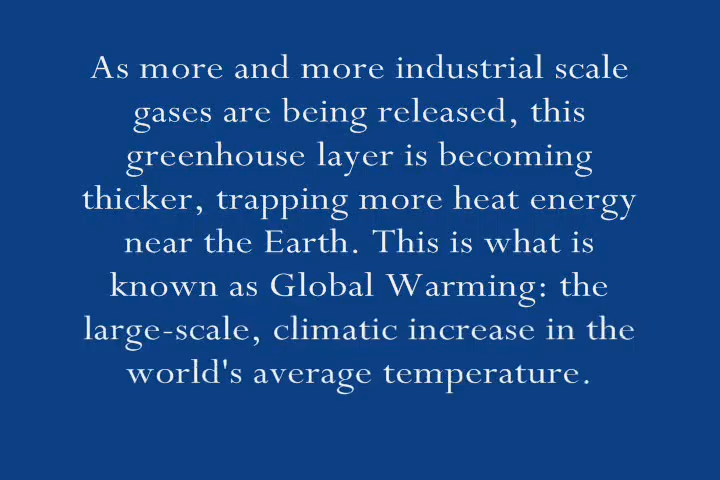 As more and more industrial scale
gases are being released, this
greenhouse layer is becoming
thicker, trapping more heat energy
near the Earth. This is what is
known as Global Warming: the
large-scale, climatic increase in the
world's average temperature.